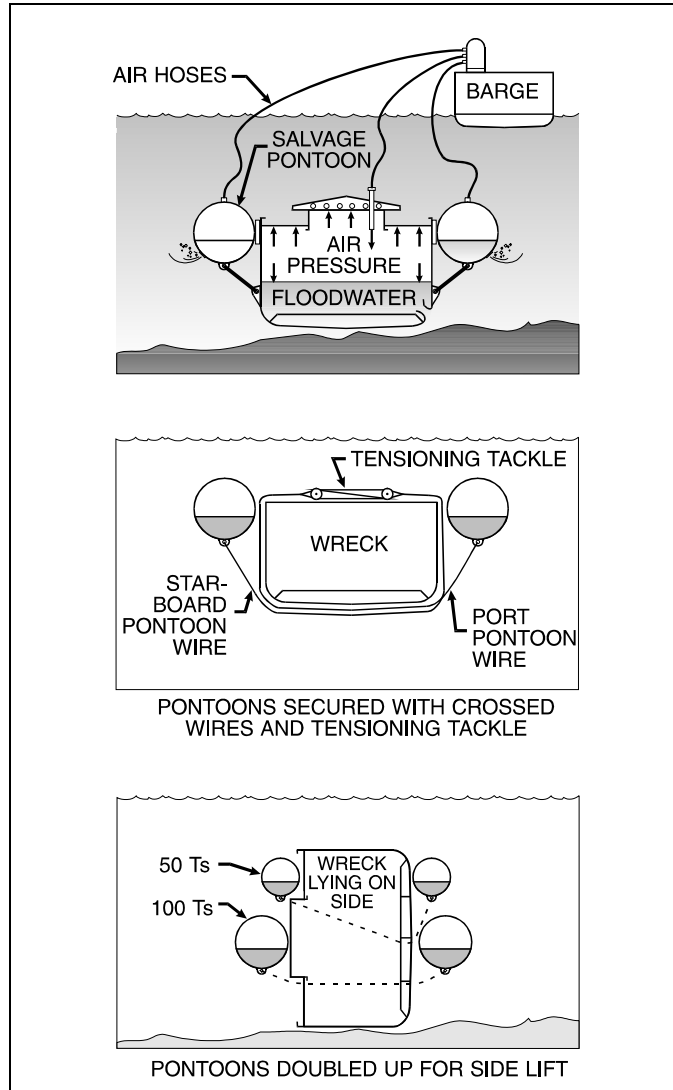 AIR HOSES
BARGE
SALVAGE
PONTOON
AIR
PRESSURE
FLOODWATER
TENSIONING TACKLE
WRECK
STAR-
BOARD
PONTOON
WIRE
PORT
PONTOON
WIRE
PONTOONS SECURED WITH CROSSED
WIRES AND TENSIONING TACKLE
50 Ts
100 Ts
WRECK
LYING ON
SIDE
PONTOONS DOUBLED UP FOR SIDE LIFT